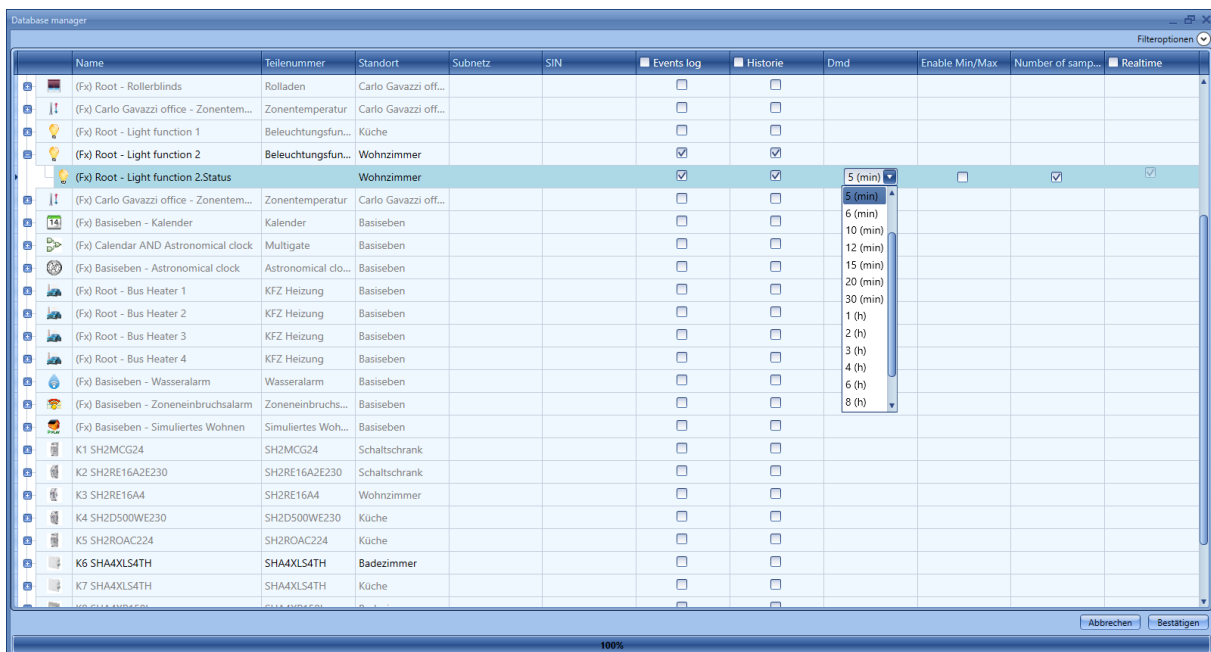 Database manager
Filteroptionen
Name Teilenummer Standort Subnetz SIN Events log Historie Dmd Enable Min/Max Number of samp... Realtime
(Fx) Root - Rollerblinds Rolladen Carlo Gavazzi off...
(Fx) Carlo Gavazzi office - Zonentem... Zonentemperatur Carlo Gavazzi off...
(Fx) Root - Light function 1 Beleuchtungsfun... Küche
(Fx) Root - Light function 2 Beleuchtungsfun... Wohnzimmer
(Fx) Root - Light function 2.Status Wohnzimmer 5 (min)
(Fx) Carlo Gavazzi office - Zonentem... Zonentemperatur Carlo Gavazzi off... 5 (min)
14 (Fx) Basiseben - Kalender Kalender Basiseben 6 (min)
10 (min)
(Fx) Calendar AND Astronomical clock Multigate Basiseben 12 (min)
(Fx) Basiseben - Astronomical clock Astronomical clo... Basiseben 15 (min)
20 (min)
(Fx) Root - Bus Heater 1 KFZ Heizung Basiseben 30 (min)
(Fx) Root - Bus Heater 2 KFZ Heizung Basiseben 1 (h)
(Fx) Root - Bus Heater 3 KFZ Heizung Basiseben 2 (h)
3 (h)
(Fx) Root - Bus Heater 4 KFZ Heizung Basiseben 4 (h)
(Fx) Basiseben - Wasseralarm Wasseralarm Basiseben 6 (h)
(Fx) Basiseben - Zoneneinbruchsalarm Zoneneinbruchs... Basiseben 8 (h)
(Fx) Basiseben - Simuliertes Wohnen Simuliertes Woh... Basiseben
K1 SH2MCG24 SH2MCG24 Schaltschrank
K2 SH2RE16A2E230 SH2RE16A2E230 Schaltschrank
K3 SH2RE16A4 SH2RE16A4 Wohnzimmer
K4 SH2D500WE230 SH2D500WE230 Küche
K5 SH2ROAC224 SH2ROAC224 Küche
K6 SHA4XLS4TH SHA4XLS4TH Badezimmer
K7 SHA4XLS4TH SHA4XLS4TH Küche
Abbrechen Bestätigen
100%